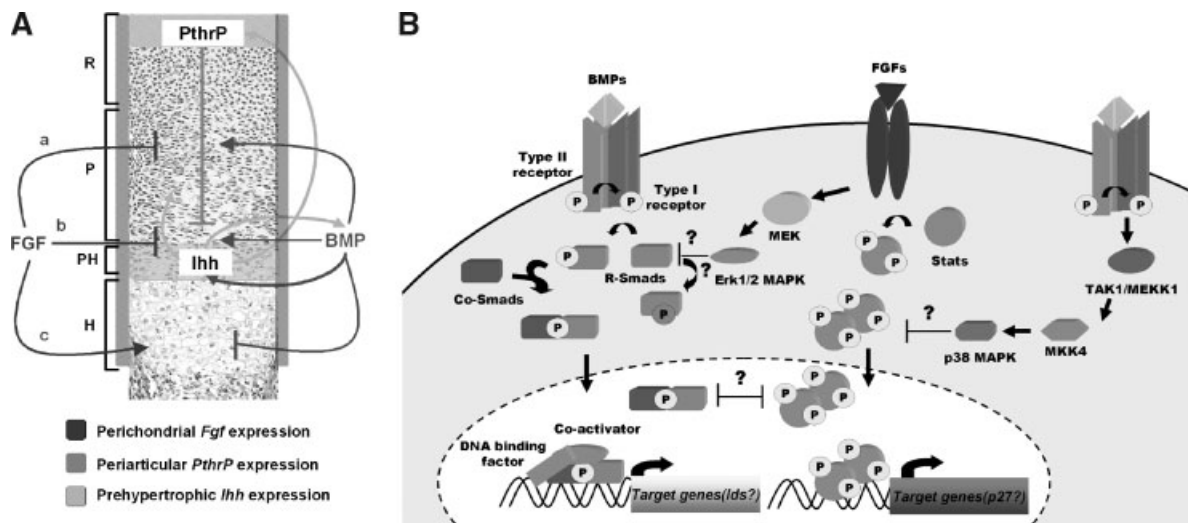 A
PthrP
R
a
P
b
FGF
BMP
PH
Ihh
H
c
Perichondrial Fgf expression
Periarticular PthrP expression
Prehypertrophic Ihh expression
B
BMPs
FGFs
Type II
receptor
P
P
Type I
receptor
P
P
MEK
?
P
P
P
Stats
Co-Smads
R-Smads
?
Erk1/2 MAPK
TAK1/MEKK1
P
P
P
P
P
P
?
p38 MAPK
MKK4
?
P
P
P
P
P
Co-activator
DNA binding
factor
P
P
P
P
P
Target genes(Ids?)
Target genes(p27?)